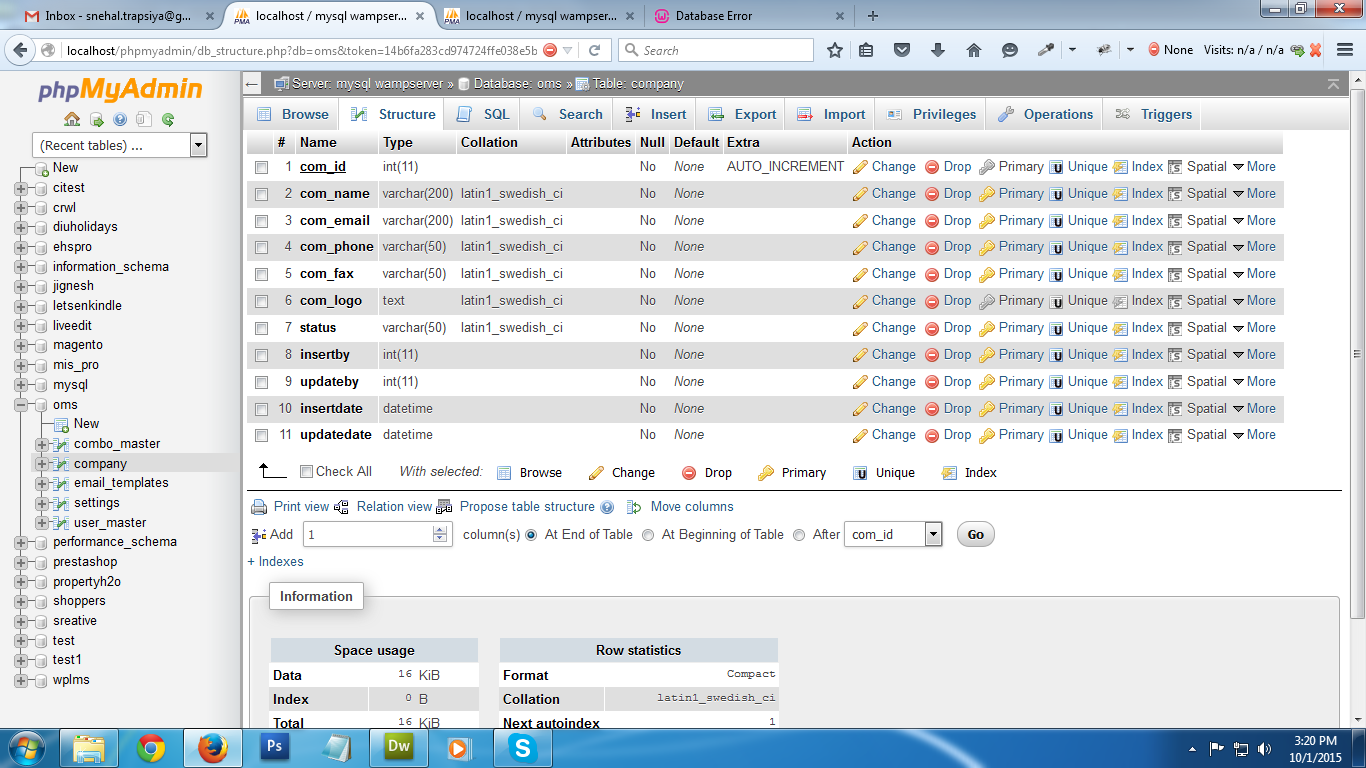 Inbox - snehal.trapsiya@g... × localhost / mysql wampser... × localhost / mysql wampser... × Database Error × +
localhost/phpmyadmin/db_structure.php?db=oms&token=14b6fa283cd974724ffe038e5b Search None Visits: n/a / n/a
phpMyAdmin
(Recent tables) ...
New
citest
crwl
diuholidays
ehspro
information_schema
jignesh
letsenkindle
liveedit
magento
mis_pro
mysql
oms
New
combo_master
company
email_templates
settings
user_master
performance_schema
prestashop
propertyh2o
shoppers
sreative
test
test1
wplms
Server: mysql wampserver » Database: oms » Table: company
Browse Structure SQL Search Insert Export Import Privileges Operations Triggers
# Name Type Collation Attributes Null Default Extra Action
1 com_id int(11) No None AUTO_INCREMENT Change Drop Primary Unique Index Spatial More
2 com_name varchar(200) latin1_swedish_ci No None Change Drop Primary Unique Index Spatial More
3 com_email varchar(200) latin1_swedish_ci No None Change Drop Primary Unique Index Spatial More
4 com_phone varchar(50) latin1_swedish_ci No None Change Drop Primary Unique Index Spatial More
5 com_fax varchar(50) latin1_swedish_ci No None Change Drop Primary Unique Index Spatial More
6 com_logo text latin1_swedish_ci No None Change Drop Primary Unique Index Spatial More
7 status varchar(50) latin1_swedish_ci No None Change Drop Primary Unique Index Spatial More
8 insertby int(11) No None Change Drop Primary Unique Index Spatial More
9 updateby int(11) No None Change Drop Primary Unique Index Spatial More
10 insertdate datetime No None Change Drop Primary Unique Index Spatial More
11 updatedate datetime No None Change Drop Primary Unique Index Spatial More
Check All With selected: Browse Change Drop Primary Unique Index
Print view Relation view Propose table structure Move columns
Add 1 column(s) At End of Table At Beginning of Table After com_id Go
+ Indexes
Information
Space usage
Data 16 KiB
Index 0 B
Total 16 KiB
Row statistics
Format Compact
Collation latin1_swedish_ci
Next autoindex 1
Ps Dw S
3:20 PM
10/1/2015